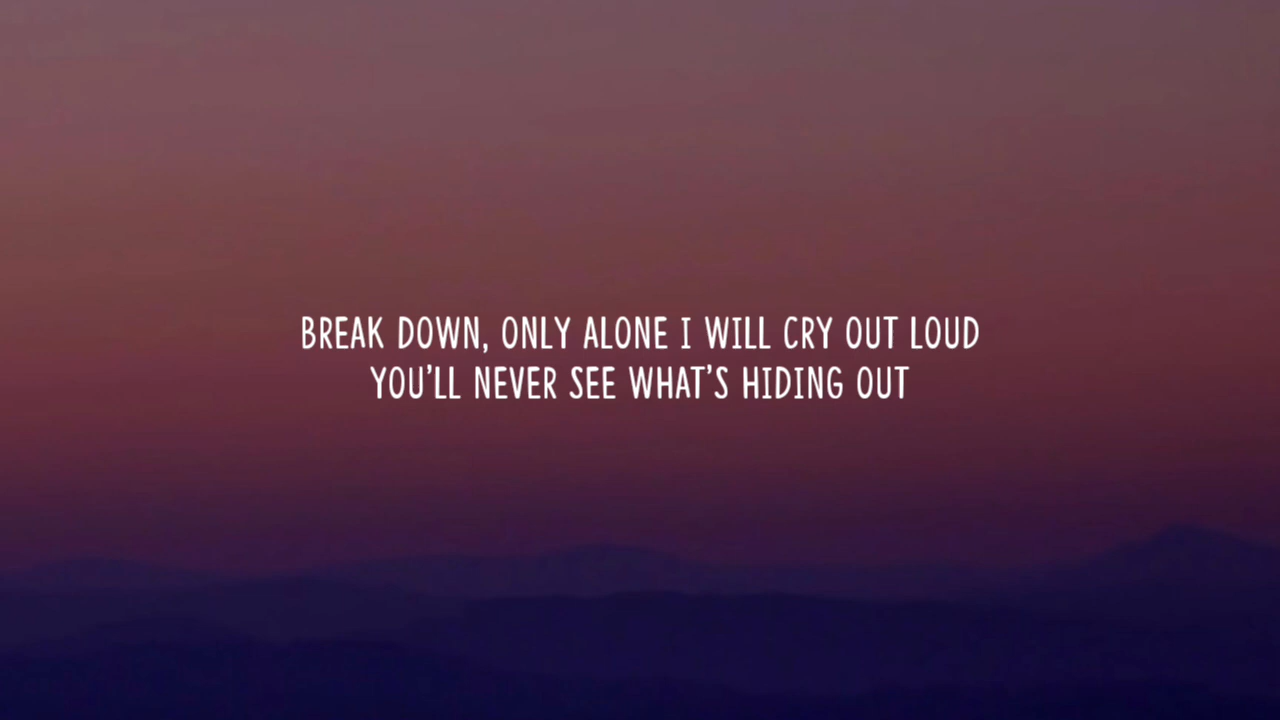 BREAK DOWN, ONLY ALONE I WILL CRY OUT LOUD
YOU'LL NEVER SEE WHAT'S HIDING OUT